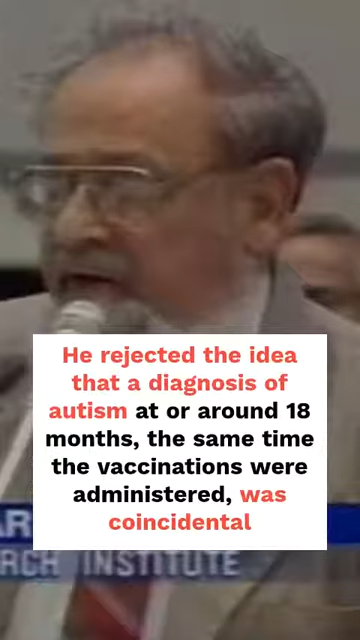 He rejected the idea
that a diagnosis of
autism at or around 18
months, the same time
the vaccinations were
administered, was
coincidental
AR
RCH INSTITUTE